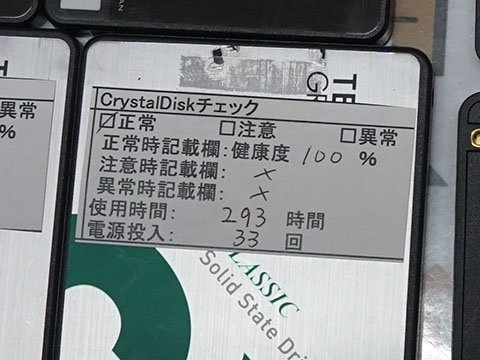 CrystalDiskチェック
☑正常 □注意 □異常
正常時記載欄:健康度 100 %
注意時記載欄: ×
異常時記載欄: ×
使用時間: 293 時間
電源投入: 33 回
CLASSIC
Solid State Dri
異常
%
TE